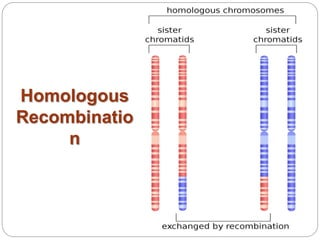 homologous chromosomes
sister
chromatids
sister
chromatids
Homologous
Recombinatio
n
exchanged by recombination